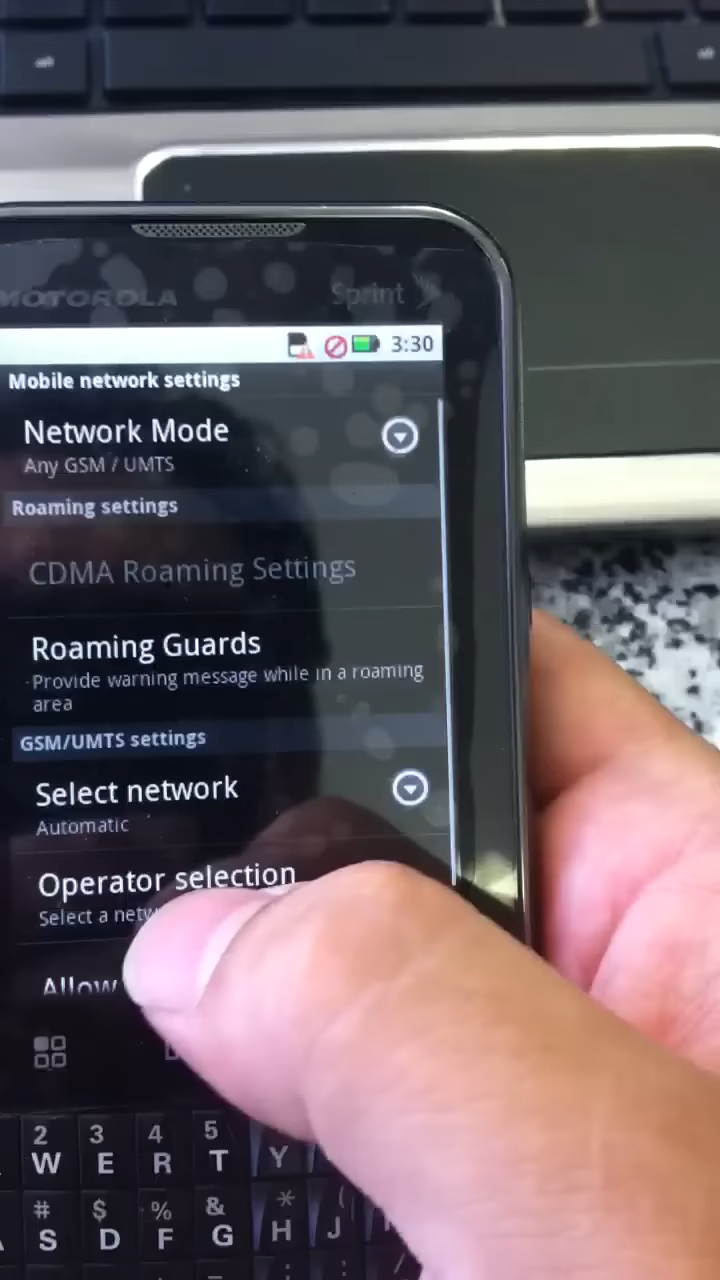 MOTOROLA Sprint
3:30
Mobile network settings
Network Mode
Any GSM / UMTS
Roaming settings
CDMA Roaming Settings
Roaming Guards
Provide warning message while in a roaming
area
GSM/UMTS settings
Select network
Automatic
Operator selection
Select a
Allow
2 3 4 5
W E R T Y
# $ % & * (
S D F G H J